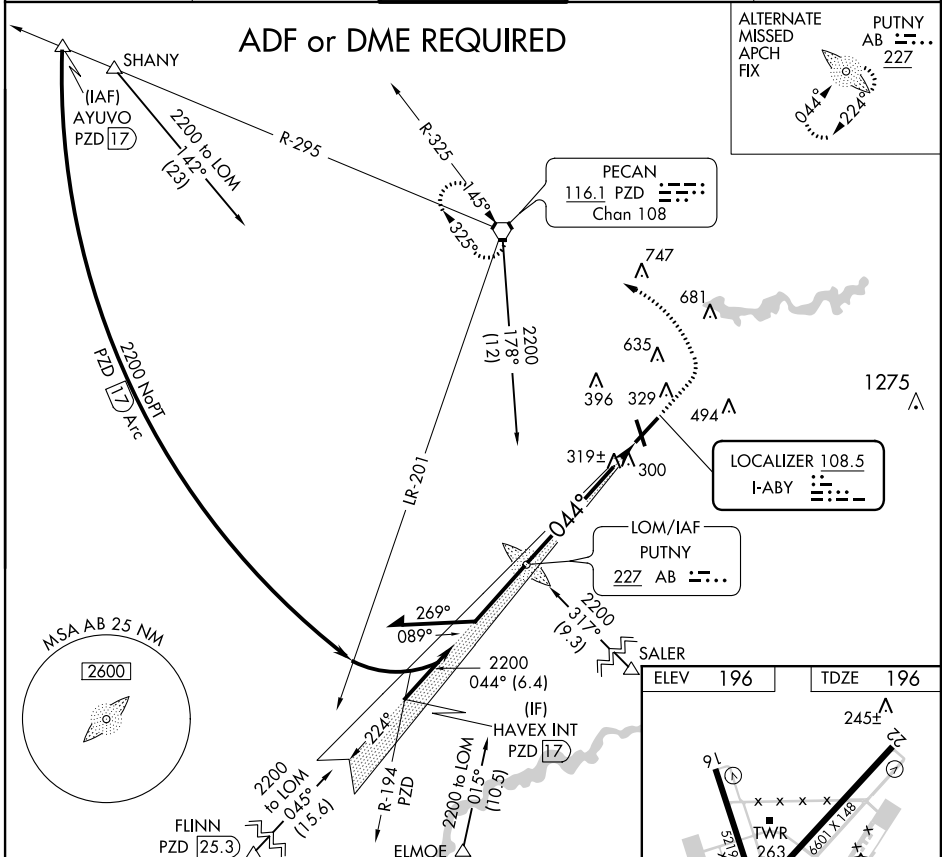 ADF or DME REQUIRED
ALTERNATE
MISSED
APCH
FIX
PUTNY
AB
227
044°
224°
SHANY
(IAF)
AYUVO
PZD 17
2200 to LOM
142°
(23)
R-295
R-325
145°
325°
PECAN
116.1 PZD
Chan 108
2200
178°
(12)
747
681
635
396
329
494
1275
319±
300
2200 NoPT
PZD 17 Arc
LR-201
LOCALIZER 108.5
I-ABY
044°
LOM/IAF
PUTNY
227 AB
269°
089°
2200
317°
(9.3)
SALER
2200
044° (6.4)
(IF)
HAVEX INT
PZD 17
MSA AB 25 NM
2600
224°
R-194
PZD
2200
to LOM
045°
(15.6)
2200 to LOM
015°
(10.5)
FLINN
PZD 25.3
ELMOE
ELEV 196
TDZE 196
245±
22
16
V
V
x x x x
x x
TWR
263
6601 X 148